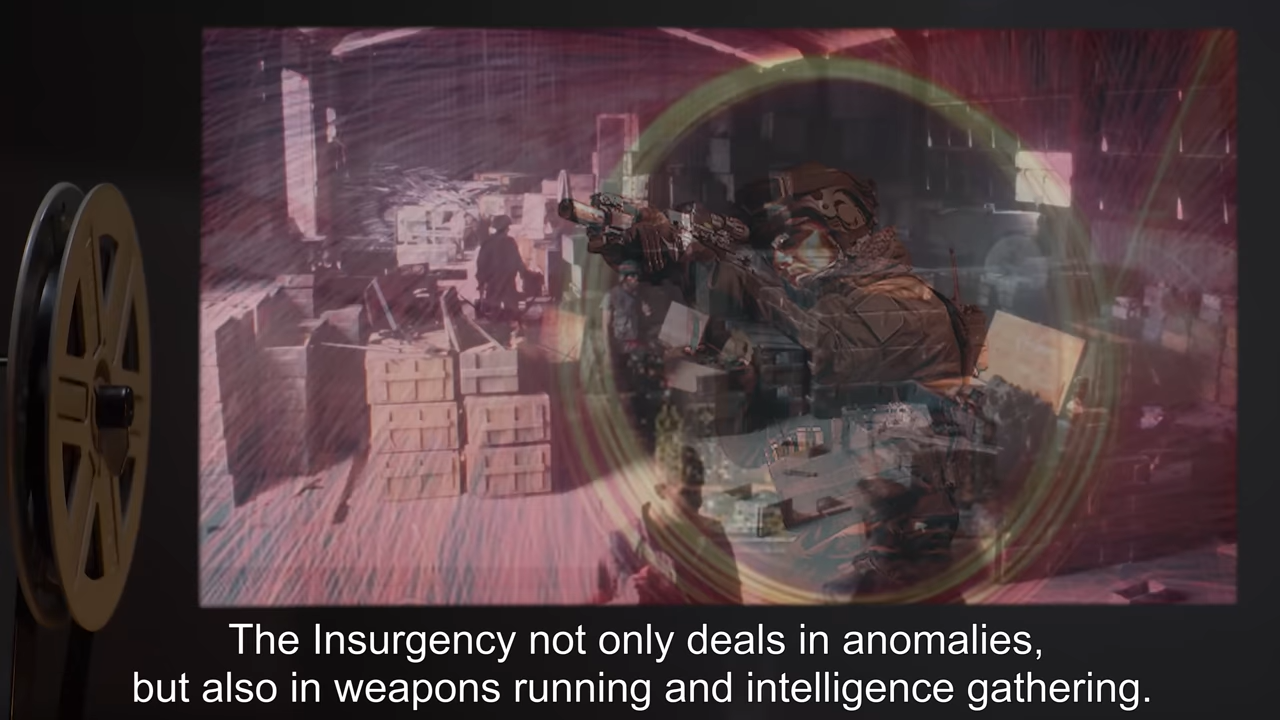 The Insurgency not only deals in anomalies,
but also in weapons running and intelligence gathering.